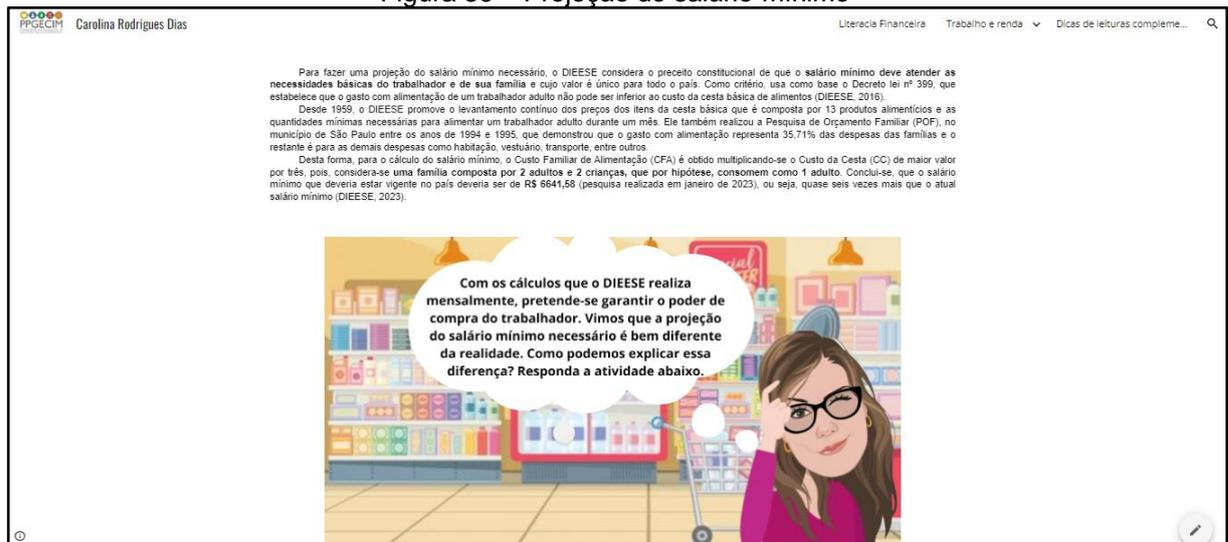 Figura 35 – Projeção do salário mínimo
PPGECIM Carolina Rodrigues Dias Literacia Financeira Trabalho e renda Dicas de leituras compleme...
Para fazer uma projeção do salário mínimo necessário, o DIEESE considera o preceito constitucional de que o salário mínimo deve atender as
necessidades básicas do trabalhador e de sua família e cujo valor é único para todo o país. Como critério, usa como base o Decreto lei nº 399, que
estabelece que o gasto com alimentação de um trabalhador adulto não pode ser inferior ao custo da cesta básica de alimentos (DIEESE, 2016).
Desde 1959, o DIEESE promove o levantamento contínuo dos preços dos itens da cesta básica que é composta por 13 produtos alimentícios e as
quantidades mínimas necessárias para alimentar um trabalhador adulto durante um mês. Ele também realizou a Pesquisa de Orçamento Familiar (POF), no
município de São Paulo entre os anos de 1994 e 1995, que demonstrou que o gasto com alimentação representa 35,71% das despesas das famílias e o
restante é para as demais despesas como habitação, vestuário, transporte, entre outros.
Desta forma, para o cálculo do salário mínimo, o Custo Familiar de Alimentação (CFA) é obtido multiplicando-se o Custo da Cesta (CC) de maior valor
por três, pois, considera-se uma família composta por 2 adultos e 2 crianças, que por hipótese, consomem como 1 adulto. Conclui-se, que o salário
mínimo que deveria estar vigente no país deveria ser de R$ 6641,58 (pesquisa realizada em janeiro de 2023), ou seja, quase seis vezes mais que o atual
salário mínimo (DIEESE, 2023).
Com os cálculos que o DIEESE realiza
mensalmente, pretende-se garantir o poder de
compra do trabalhador. Vimos que a projeção
do salário mínimo necessário é bem diferente
da realidade. Como podemos explicar essa
diferença? Responda a atividade abaixo.